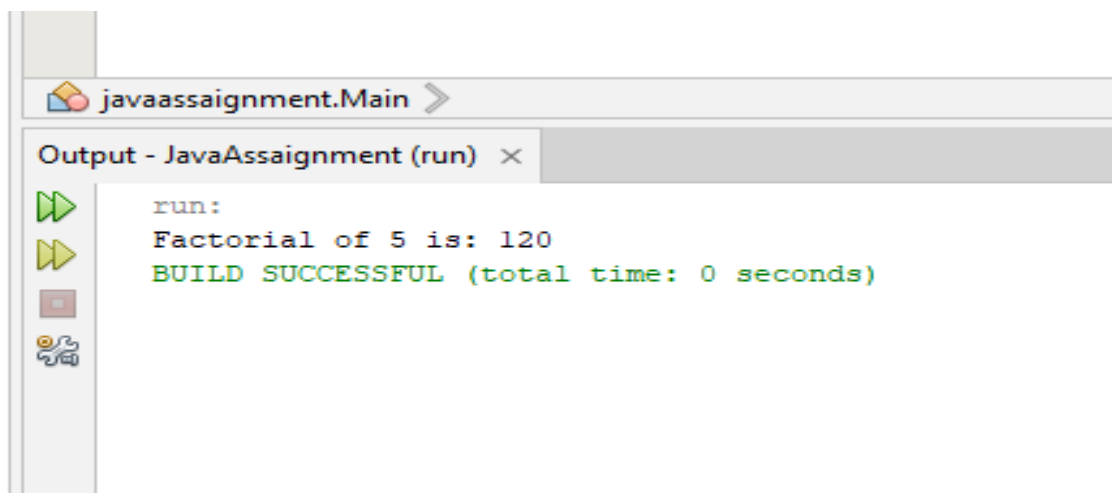 javaassaignment.Main
Output - JavaAssaignment (run)
run:
Factorial of 5 is: 120
BUILD SUCCESSFUL (total time: 0 seconds)